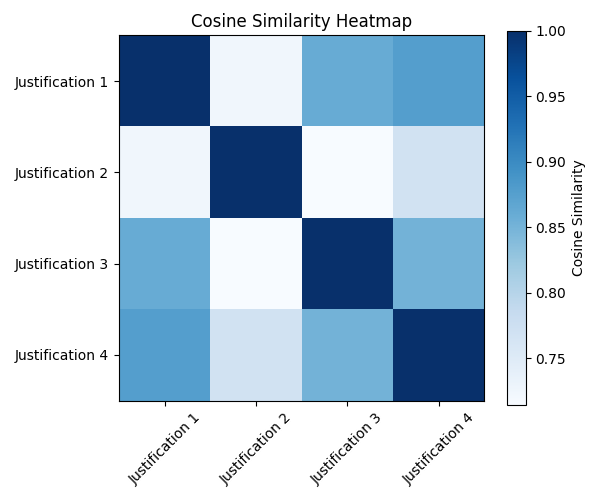 Cosine Similarity Heatmap
Justification 1
Justification 2
Justification 3
Justification 4
Justification 1
Justification 2
Justification 3
Justification 4
1.00
0.95
0.90
0.85
0.80
0.75
Cosine Similarity